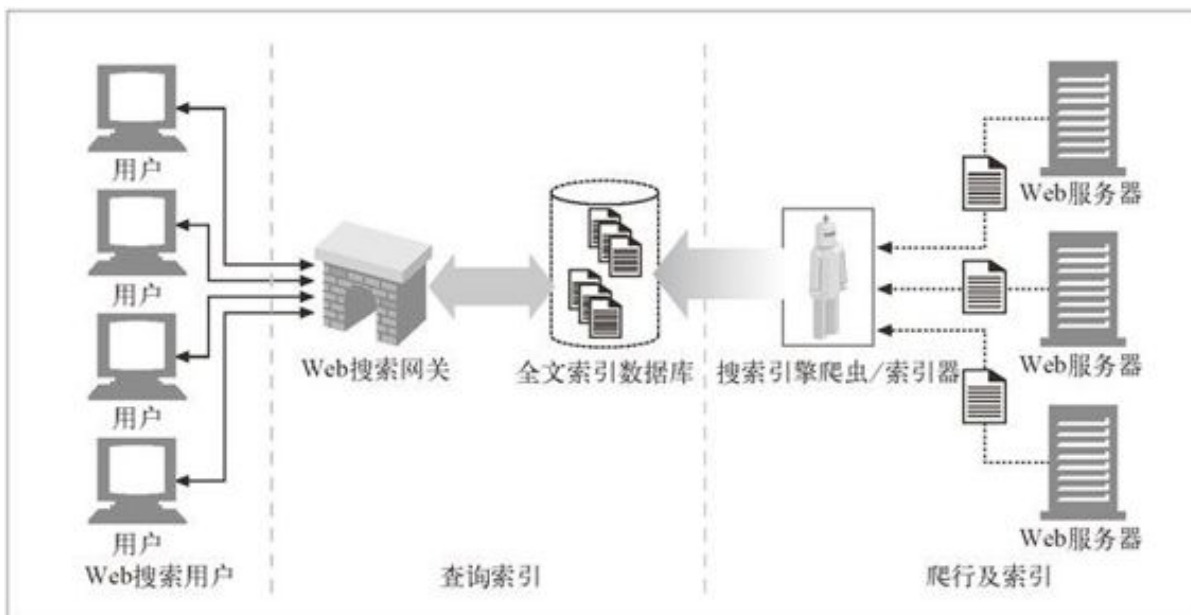 用户
用户
用户
用户
Web搜索用户
Web搜索网关
全文索引数据库
查询索引
搜索引擎爬虫/索引器
Web服务器
Web服务器
Web服务器
爬行及索引